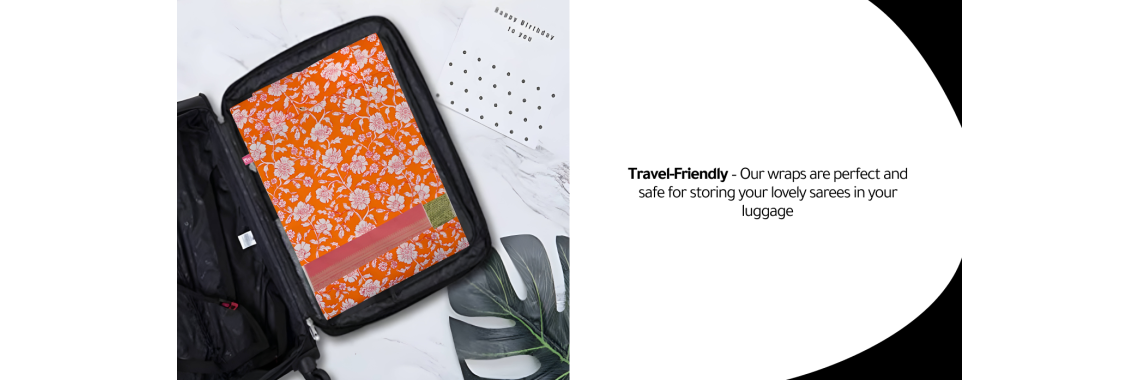 Happy Birthday
to you
Travel-Friendly - Our wraps are perfect and
safe for storing your lovely sarees in your
luggage